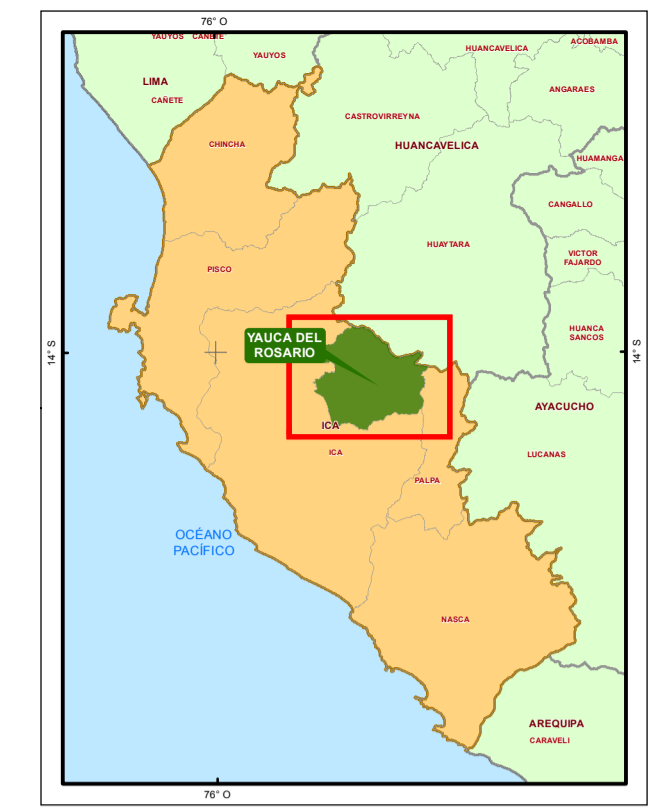 76° O
YAUYOS CAÑETE
YAUYOS
HUANCAVELICA
ACOBAMBA
LIMA
CAÑETE
ANGARAES
CASTROVIRREYNA
CHINCHA
HUANCAVELICA
HUAMANGA
CANGALLO
HUAYTARA
VICTOR
FAJARDO
PISCO
HUANCA
SANCOS
YAUCA DEL
ROSARIO
14° S
14° S
AYACUCHO
ICA
ICA
LUCANAS
PALPA
OCÉANO
PACÍFICO
NASCA
AREQUIPA
CARAVELI
76° O